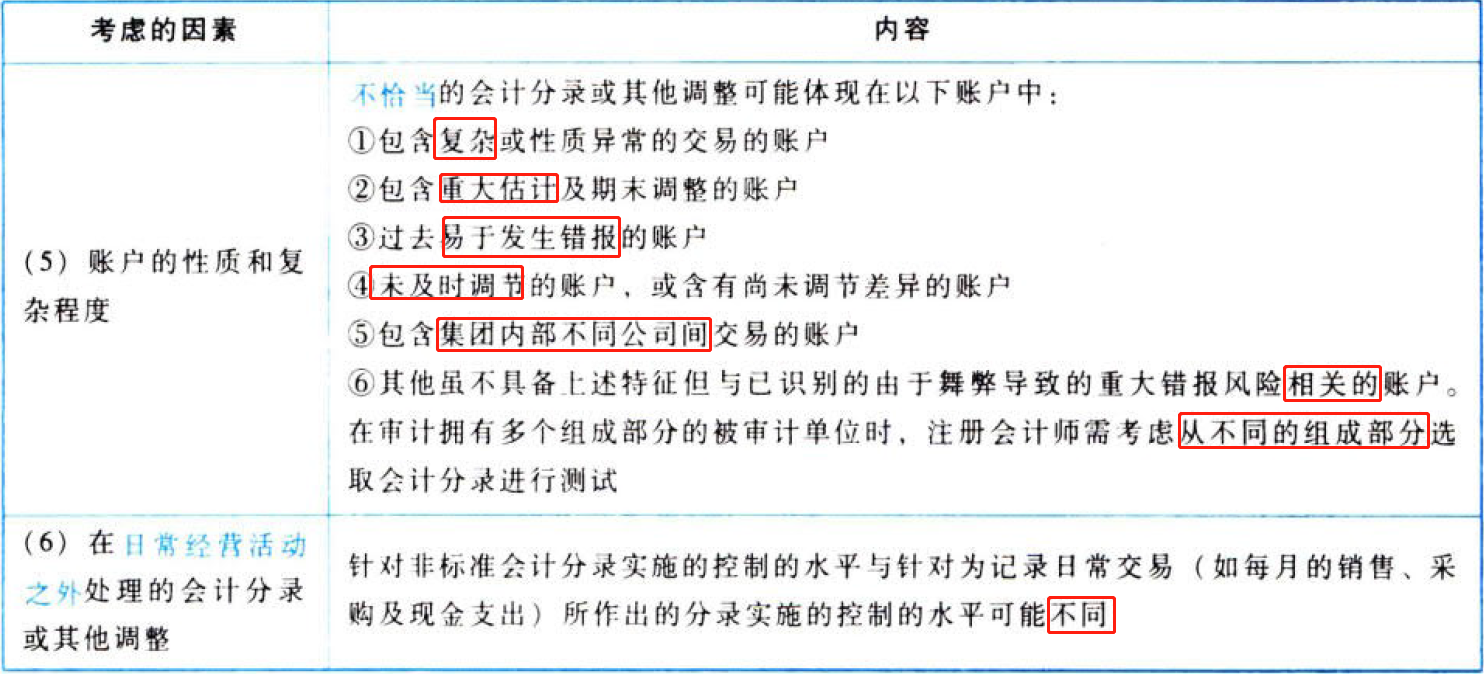 考虑的因素
内容
(5) 账户的性质和复
杂程度
不恰当的会计分录或其他调整可能体现在以下账户中：
①包含复杂或性质异常的交易的账户
②包含重大估计及期末调整的账户
③过去易于发生错报的账户
④未及时调节的账户，或含有尚未调节差异的账户
⑤包含集团内部不同公司间交易的账户
⑥其他虽不具备上述特征但与已识别的由于舞弊导致的重大错报风险相关的账户。
在审计拥有多个组成部分的被审计单位时，注册会计师需考虑从不同的组成部分选
取会计分录进行测试
(6) 在日常经营活动
之外处理的会计分录
或其他调整
针对非标准会计分录实施的控制的水平与针对为记录日常交易（如每月的销售、采
购及现金支出）所作出的分录实施的控制的水平可能不同